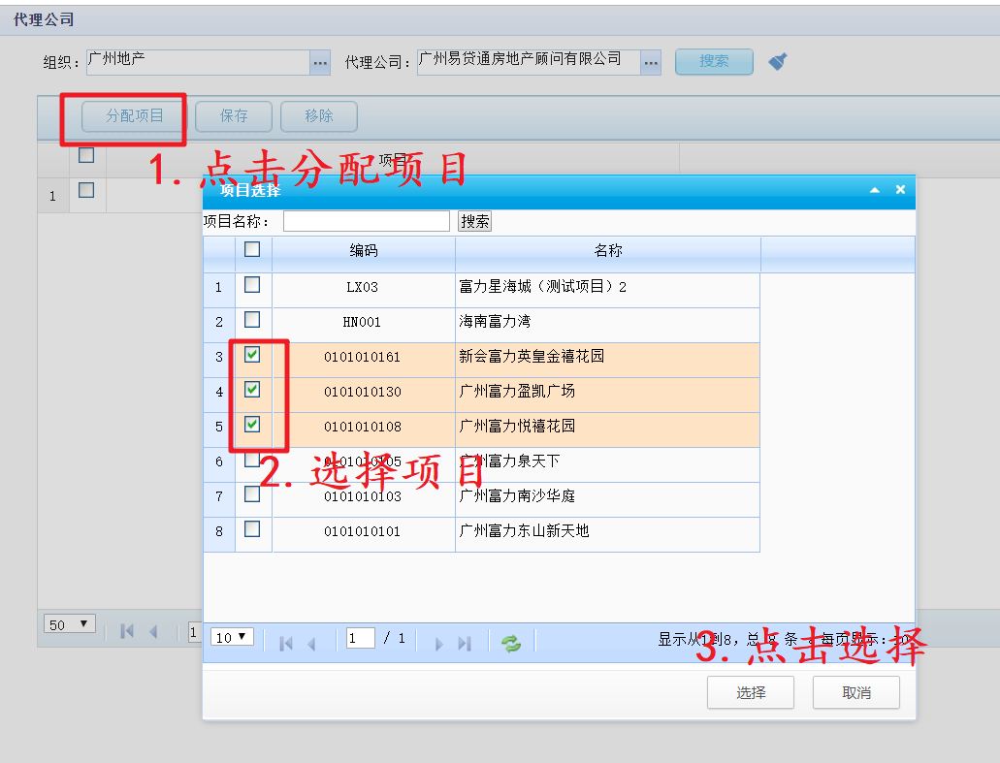 代理公司
组织： 广州地产 ... 代理公司： 广州易贷通房地产顾问有限公司 ... 搜索
分配项目 保存 移除
项目
1. 点击分配项目
1
项目选择
项目名称： 搜索
编码 名称
1 LX03 富力星海城（测试项目）2
2 HN001 海南富力湾
3 0101010161 新会富力英皇金禧花园
4 0101010130 广州富力盈凯广场
5 0101010108 广州富力悦禧花园
6 0101010105 广州富力泉天下
2. 选择项目
7 0101010103 广州富力南沙华庭
8 0101010101 广州富力东山新天地
50 1
10 1 / 1 显示从1到8，总 8 条 。每页显示：10
3. 点击选择
选择 取消